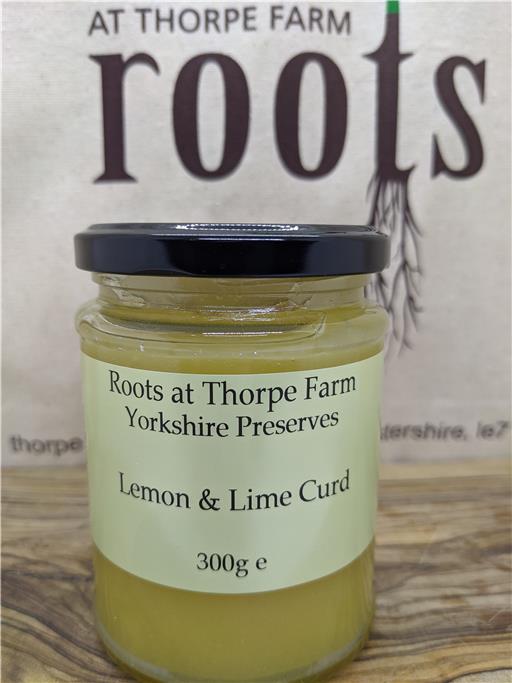 AT THORPE FARM
roots
Roots at Thorpe Farm
Yorkshire Preserves
thorpe
tershire, le7
Lemon & Lime Curd
300g e